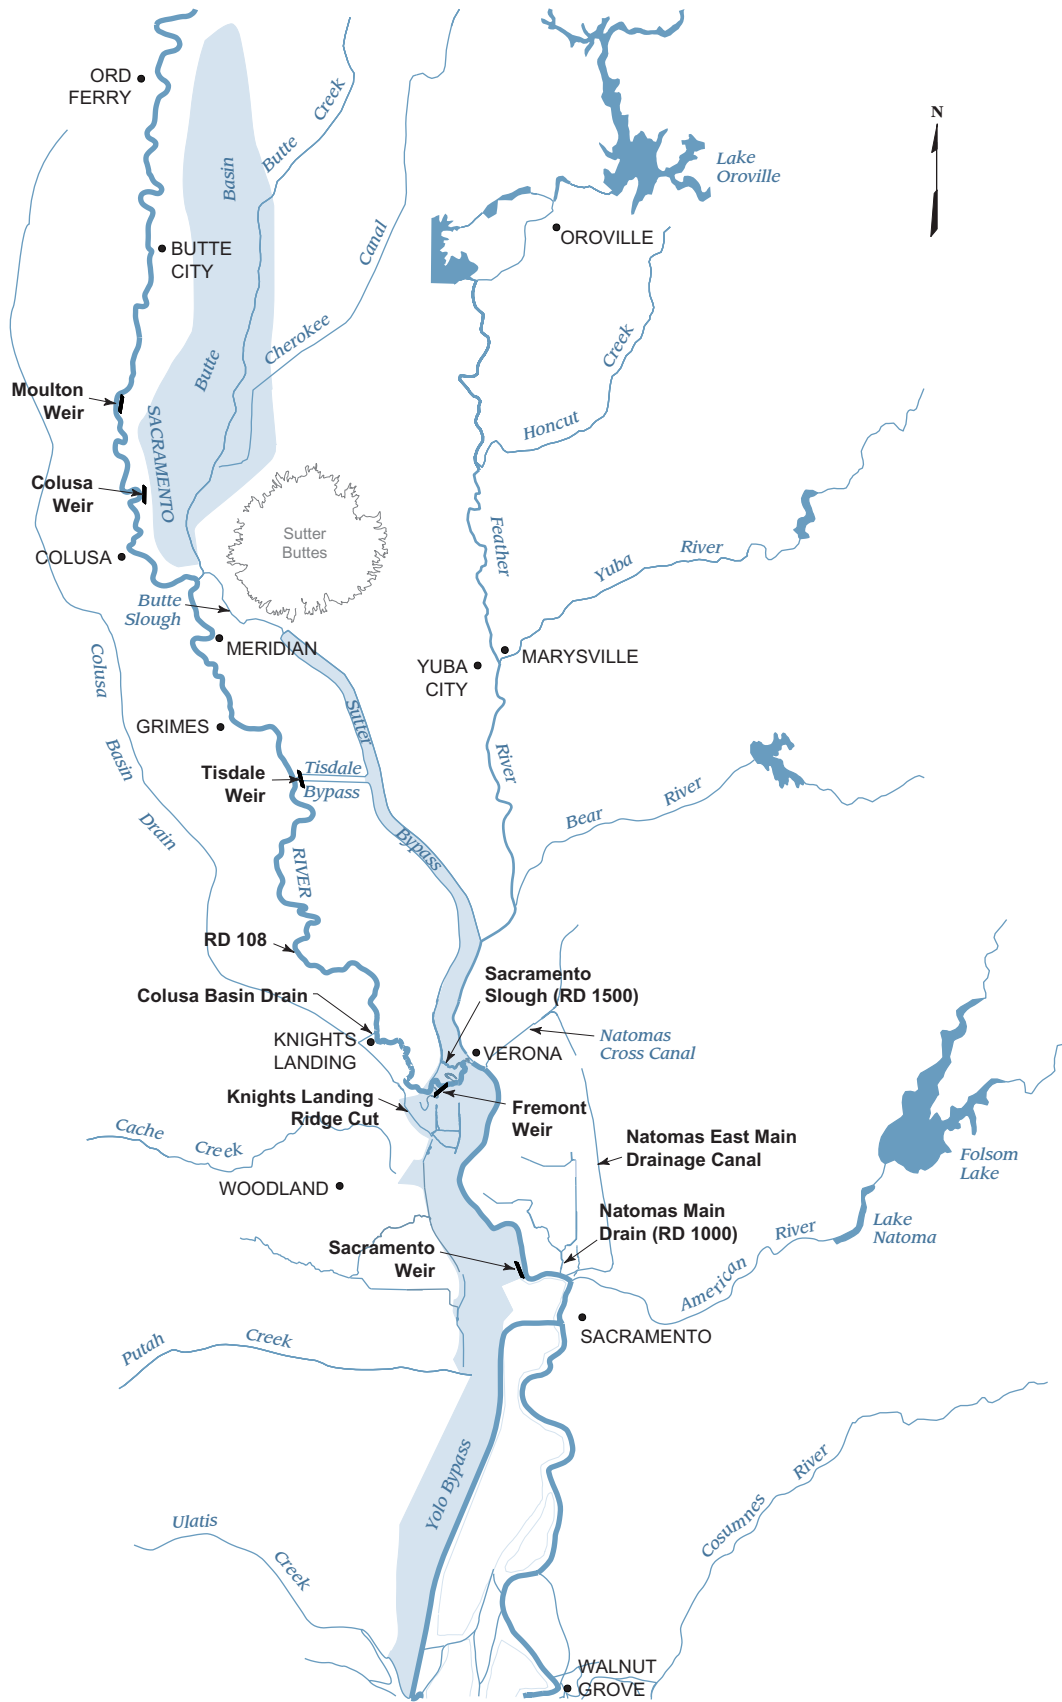 ORD
FERRY
Butte
Creek
Basin
Butte
N
Lake
Oroville
OROVILLE
BUTTE
CITY
Canal
Cherokee
Creek
Honcut
Moulton
Weir
SACRAMENTO
Colusa
Weir
COLUSA
Sutter
Buttes
Feather
Yuba
River
Butte
Slough
MERIDIAN
YUBA
CITY
MARYSVILLE
Colusa
Basin
Drain
GRIMES
Sutter
Bypass
River
Tisdale
Weir
Tisdale
Bypass
Bear
River
RIVER
RD 108
Colusa Basin Drain
Sacramento
Slough (RD 1500)
KNIGHTS
LANDING
VERONA
Natomas
Cross Canal
Knights Landing
Ridge Cut
Fremont
Weir
Cache
Creek
Natomas East Main
Drainage Canal
Folsom
Lake
WOODLAND
Natomas Main
Drain (RD 1000)
Lake
Natoma
American
River
Sacramento
Weir
SACRAMENTO
Putah
Creek
Yolo Bypass
Cosumnes
River
Ulatis
Creek
WALNUT
GROVE